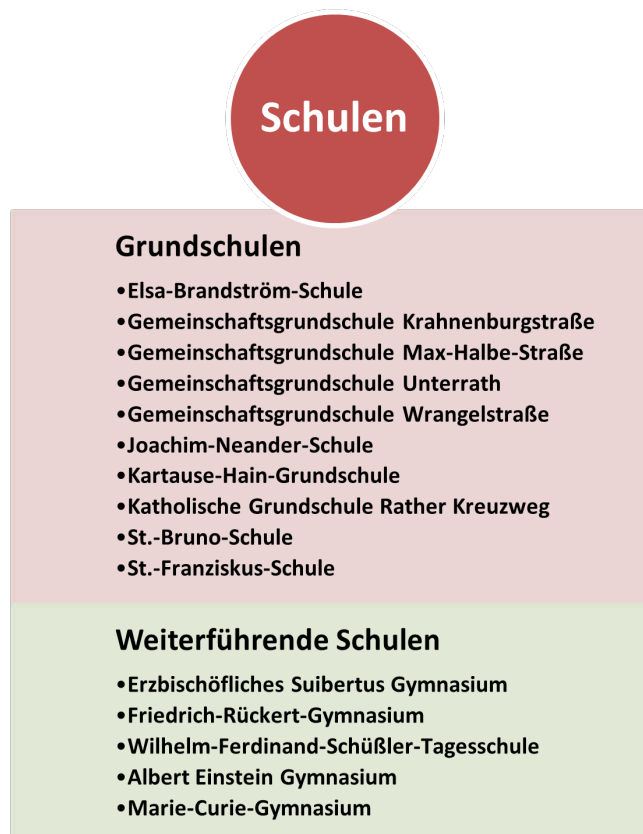 Schulen
Grundschulen
•Elsa-Brandström-Schule
•Gemeinschaftsgrundschule Krahnenburgstraße
•Gemeinschaftsgrundschule Max-Halbe-Straße
•Gemeinschaftsgrundschule Unterrath
•Gemeinschaftsgrundschule Wrangelstraße
•Joachim-Neander-Schule
•Kartause-Hain-Grundschule
•Katholische Grundschule Rather Kreuzweg
•St.-Bruno-Schule
•St.-Franziskus-Schule
Weiterführende Schulen
•Erzbischöfliches Suibertus Gymnasium
•Friedrich-Rückert-Gymnasium
•Wilhelm-Ferdinand-Schüßler-Tagesschule
•Albert Einstein Gymnasium
•Marie-Curie-Gymnasium